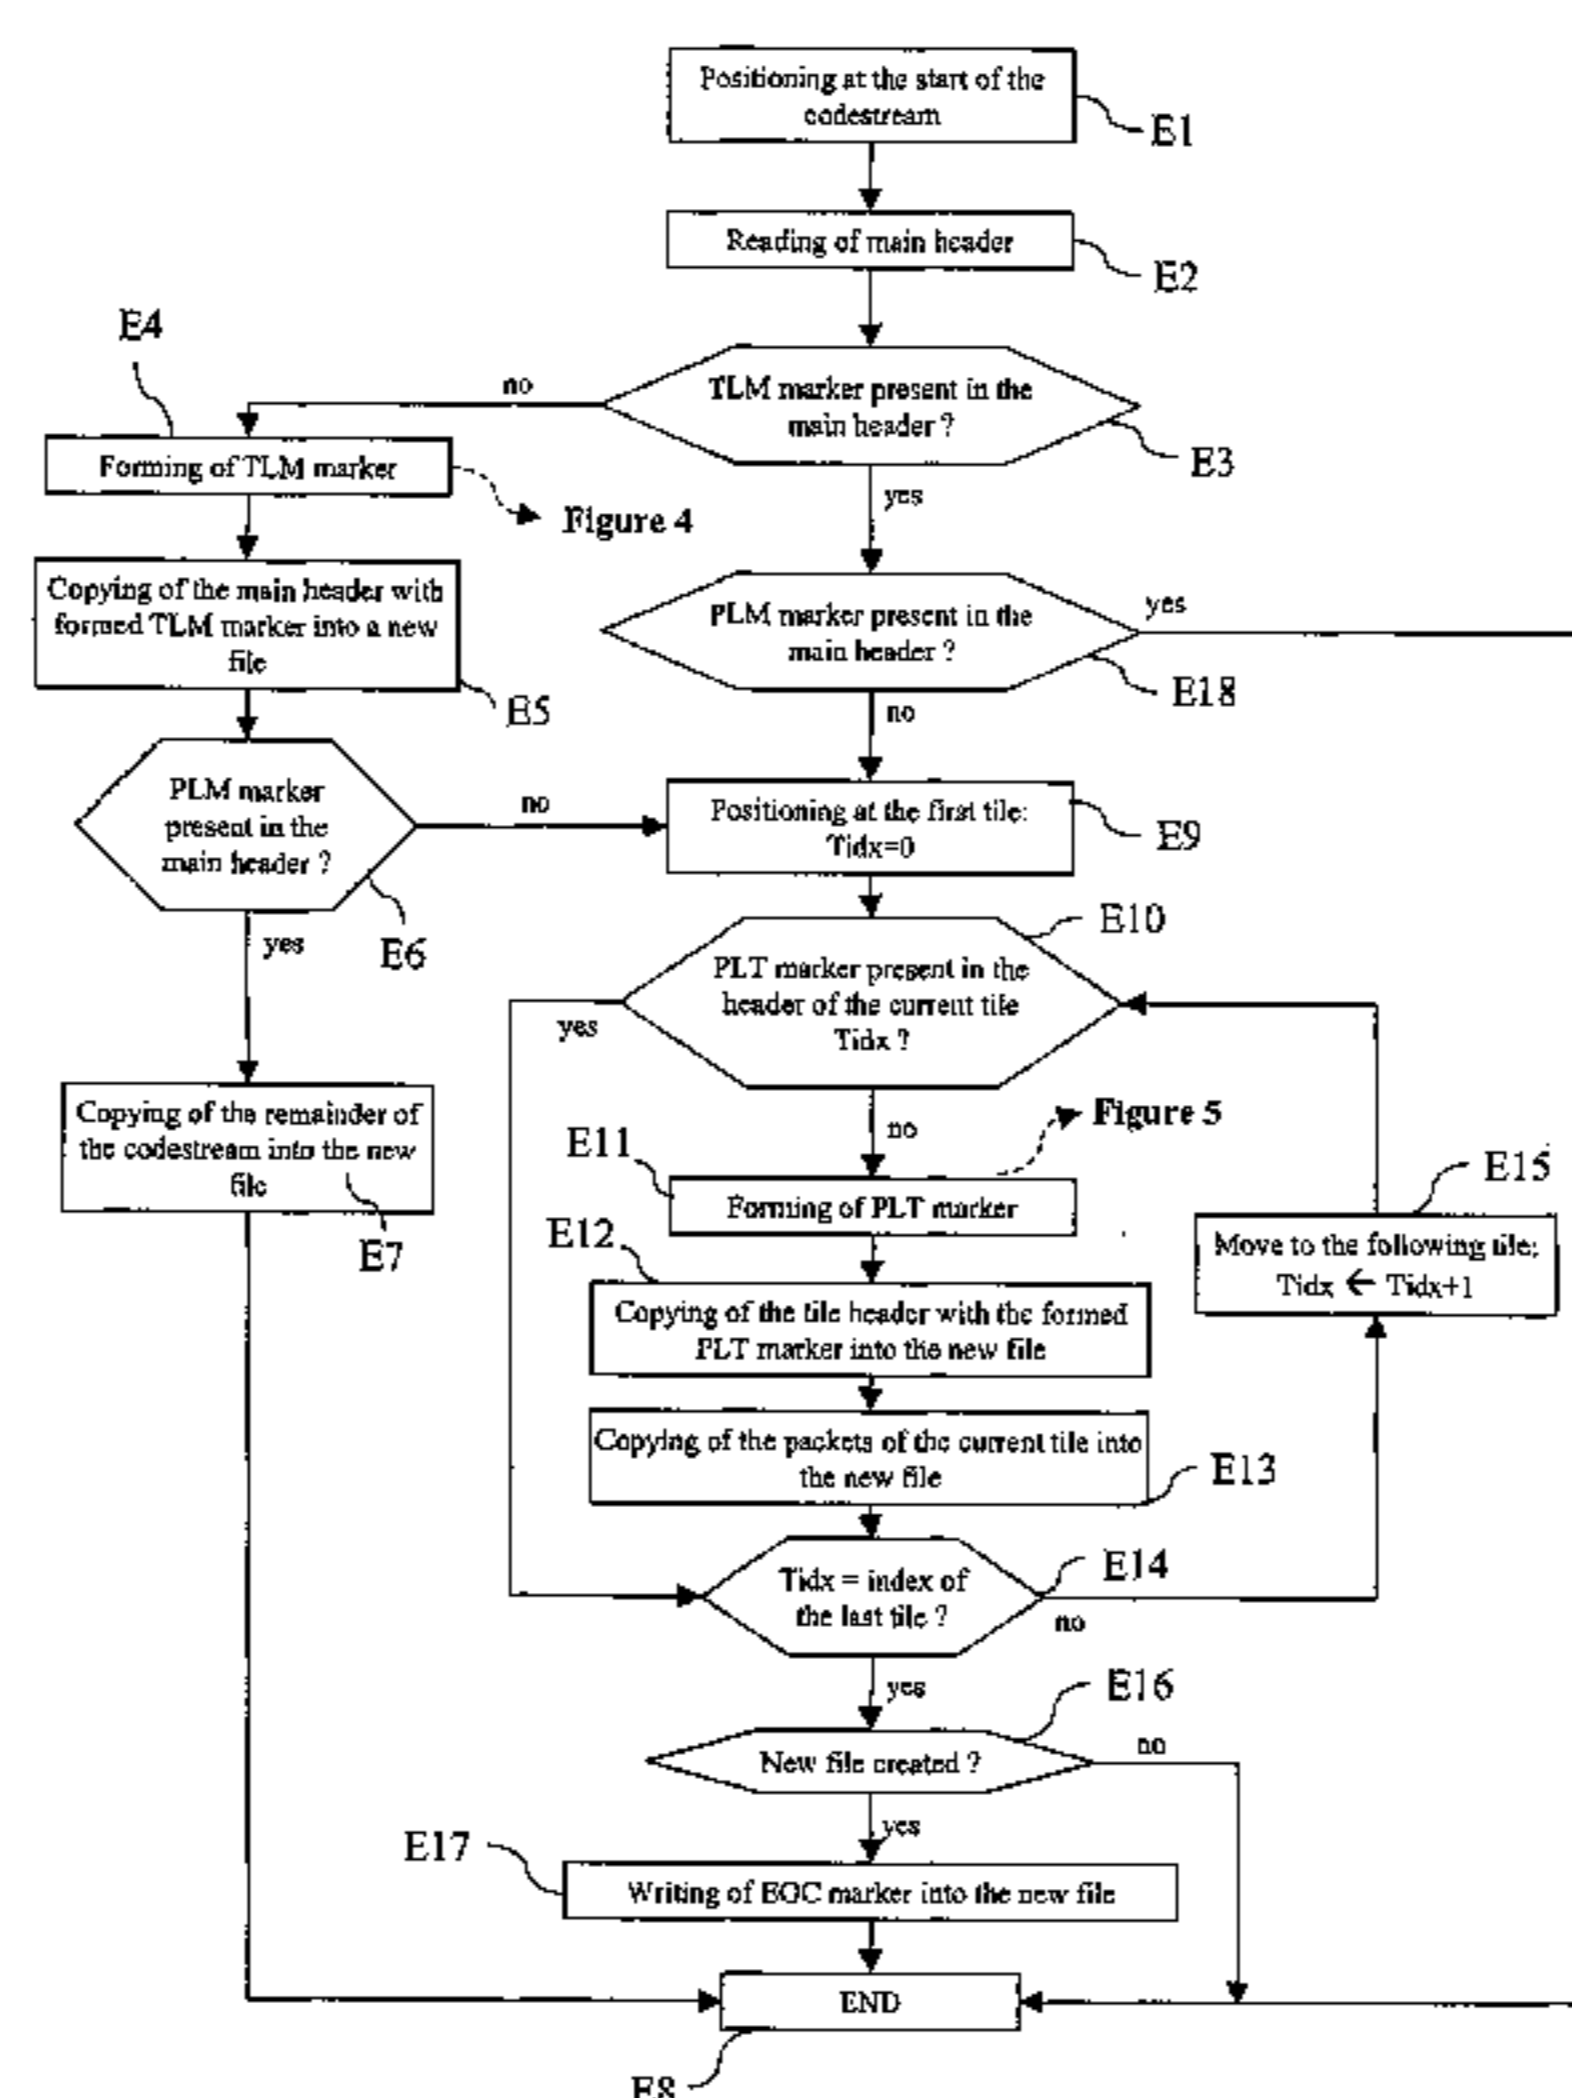 Positioning at the start of the
codestream
E1
Reading of main header
E2
E4
no
TLM marker present in the
main header ?
E3
Forming of TLM marker
yes
Figure 4
Copying of the main header with
formed TLM marker into a new
file
E5
PLM marker present in the
main header ?
yes
E18
no
PLM marker
present in the
main header ?
no
E6
yes
Positioning at the first tile:
Tidx=0
E9
E10
PLT marker present in the
header of the current tile
Tidx ?
yes
no
Figure 5
Copying of the remainder of
the codestream into the new
file
E7
E11
Forming of PLT marker
E15
Move to the following tile;
Tidx ← Tidx+1
E12
Copying of the tile header with the formed
PLT marker into the new file
Copying of the packets of the current tile into
the new file
E13
Tidx = index of
the last tile ?
E14
no
yes
E16
New file created ?
no
yes
E17
Writing of EOC marker into the new file
END
E8